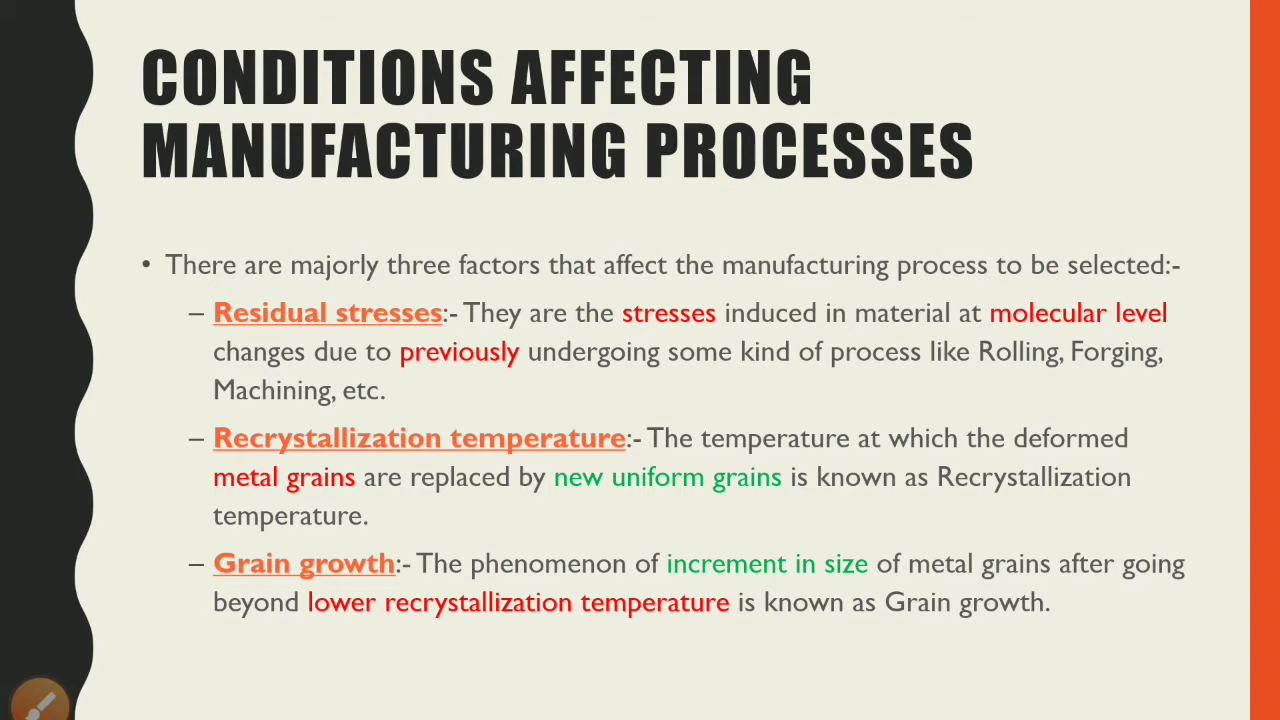 CONDITIONS AFFECTING
MANUFACTURING PROCESSES
• There are majorly three factors that affect the manufacturing process to be selected:-
– Residual stresses:- They are the stresses induced in material at molecular level
changes due to previously undergoing some kind of process like Rolling, Forging,
Machining, etc.
– Recrystallization temperature:- The temperature at which the deformed
metal grains are replaced by new uniform grains is known as Recrystallization
temperature.
– Grain growth:- The phenomenon of increment in size of metal grains after going
beyond lower recrystallization temperature is known as Grain growth.